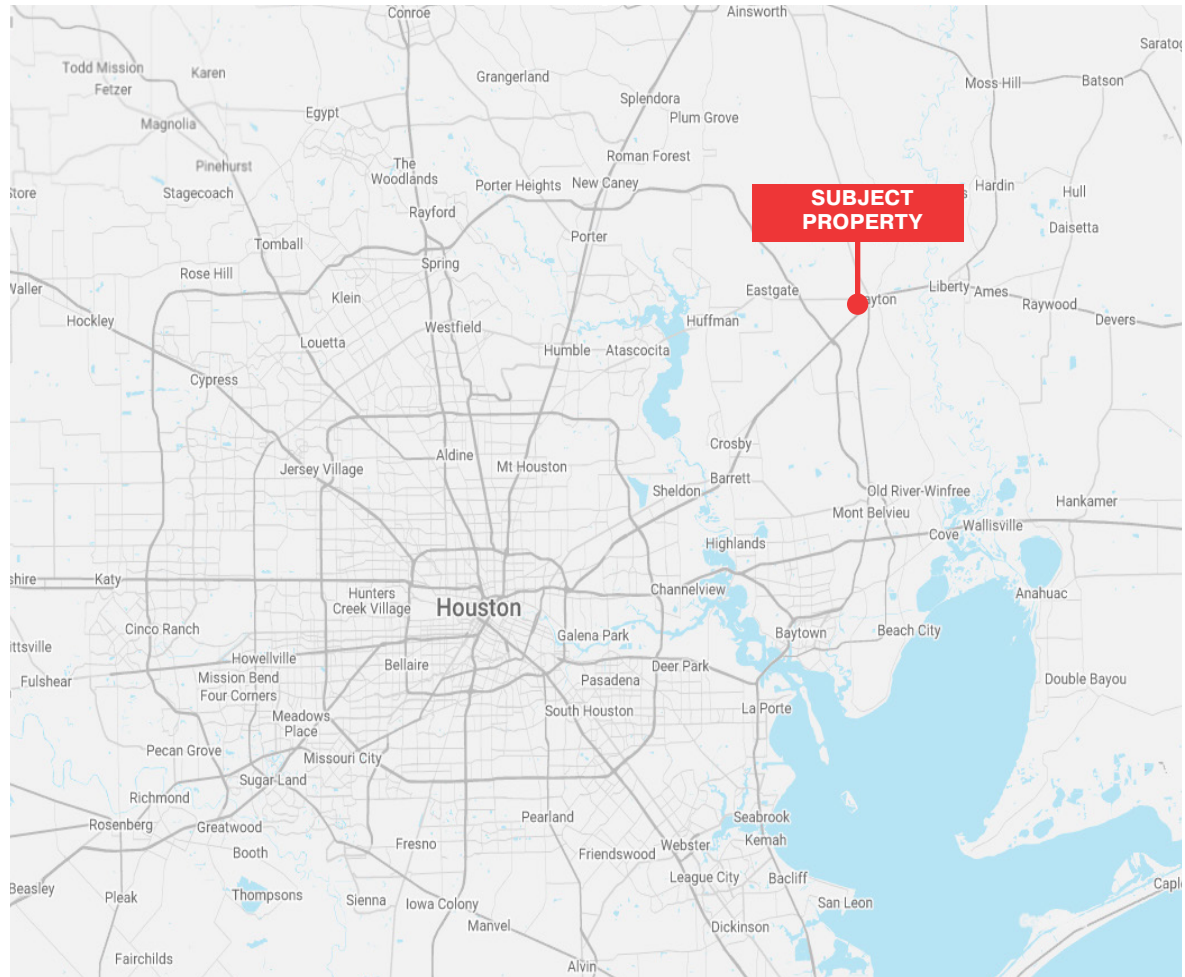 Conroe
Ainsworth
Todd Mission
Karen
Saratog
Fetzer
Grangerland
Moss Hill
Batson
Splendora
Egypt
Plum Grove
Magnolia
Roman Forest
Pinehurst
The
Woodlands
Porter Heights
New Caney
Hardin
Hull
Store
Stagecoach
SUBJECT
PROPERTY
Rayford
Daisetta
Tomball
Porter
Spring
Rose Hill
Waller
Klein
Eastgate
Liberty
Ames
ayton
Raywood
Hockley
Westfield
Huffman
Devers
Louetta
Humble
Atascocita
Cypress
Crosby
Aldine
Jersey Village
Mt Houston
Barrett
Sheldon
Old River-Winfree
Hankamer
Mont Belvieu
Wallisville
Cove
Highlands
shire
Katy
Channelview
Hunters
Creek Village
Anahuac
Houston
Cinco Ranch
Galena Park
Baytown
Beach City
ittsville
Howellville
Bellaire
Deer Park
Fulshear
Mission Bend
Four Corners
Pasadena
Double Bayou
La Porte
South Houston
Meadows
Place
Pecan Grove
Missouri City
Sugar Land
Richmond
Rosenberg
Greatwood
Pearland
Seabrook
Kemah
Fresno
Webster
Booth
Friendswood
League City
Bacliff
Beasley
Pleak
Thompsons
Sienna
Iowa Colony
San Leon
Caple
Manvel
Dickinson
Fairchilds
Alvin